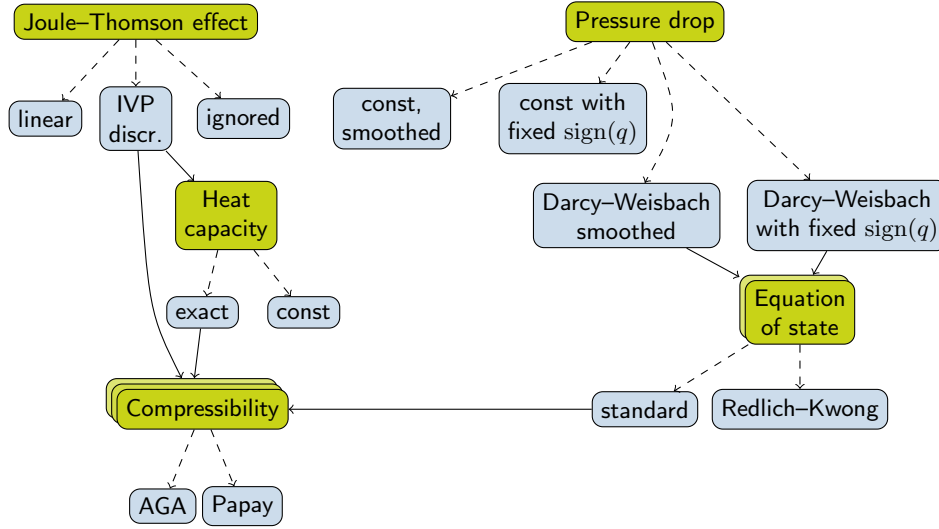 Joule–Thomson effect
Pressure drop
linear
IVP
discr.
ignored
const,
smoothed
const with
fixed sign(q)
Heat
capacity
Darcy–Weisbach
smoothed
Darcy–Weisbach
with fixed sign(q)
exact
const
Equation
of state
Compressibility
standard
Redlich–Kwong
AGA
Papay